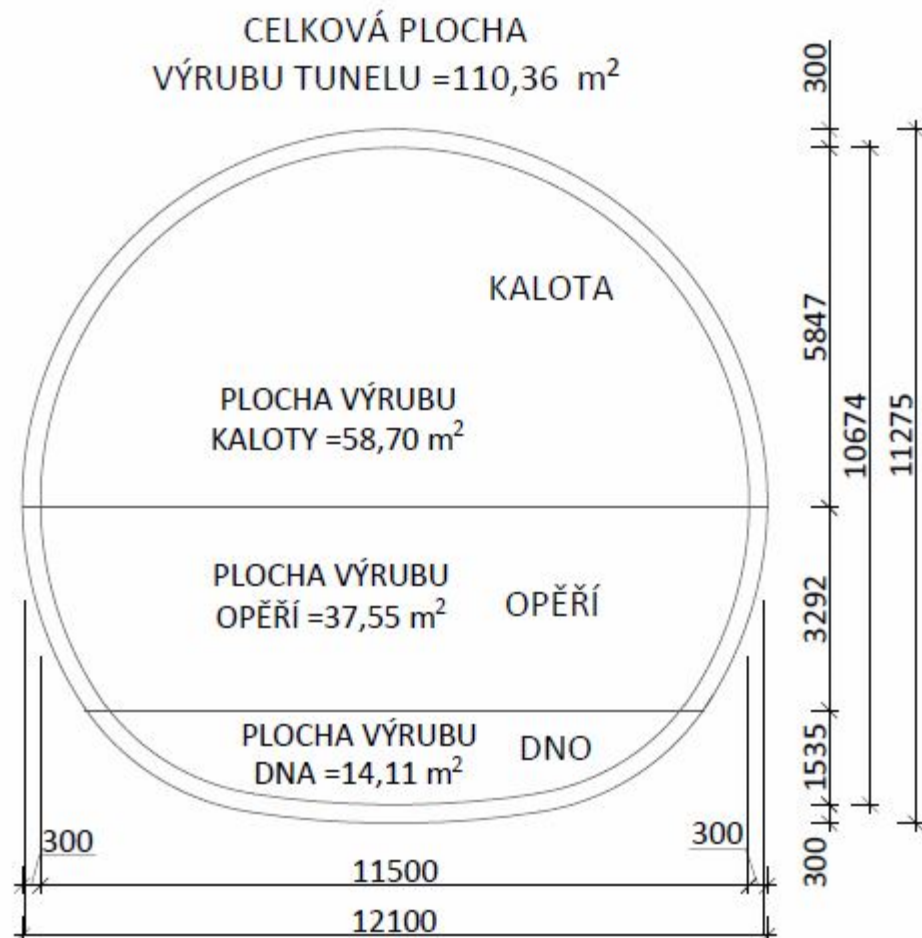 CELKOVÁ PLOCHA
VÝRUBU TUNELU =110,36 m²
300
KALOTA
5847
10674
11275
PLOCHA VÝRUBU
KALOTY =58,70 m²
PLOCHA VÝRUBU
OPĚŘÍ =37,55 m²
OPĚŘÍ
3292
PLOCHA VÝRUBU
DNA =14,11 m²
DNO
1535
300
300
300
11500
12100